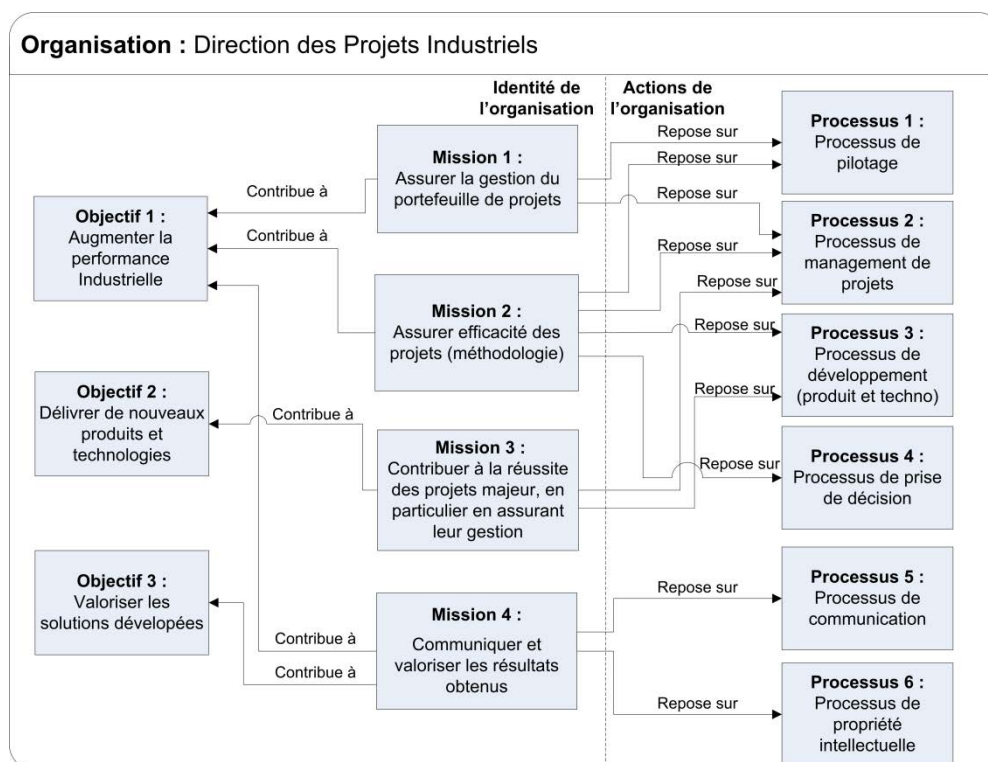 Organisation : Direction des Projets Industriels
Identité de
l'organisation
Actions de
l'organisation
Objectif 1 :
Augmenter la
performance
Industrielle
Objectif 2 :
Délivrer de nouveaux
produits et
technologies
Objectif 3 :
Valoriser les
solutions dévelopées
Contribue à
Contribue à
Contribue à
Contribue à
Contribue à
Mission 1 :
Assurer la gestion du
portefeuille de projets
Mission 2 :
Assurer efficacité des
projets (méthodologie)
Mission 3 :
Contribuer à la réussite
des projets majeur, en
particulier en assurant
leur gestion
Mission 4 :
Communiquer et
valoriser les résultats
obtenus
Repose sur
Repose sur
Repose sur
Repose sur
Repose sur
Repose sur
Repose sur
Repose sur
Repose sur
Repose sur
Processus 1 :
Processus de
pilotage
Processus 2 :
Processus de
management de
projets
Processus 3 :
Processus de
développement
(produit et techno)
Processus 4 :
Processus de prise
de décision
Processus 5 :
Processus de
communication
Processus 6 :
Processus de
propriété
intellectuelle